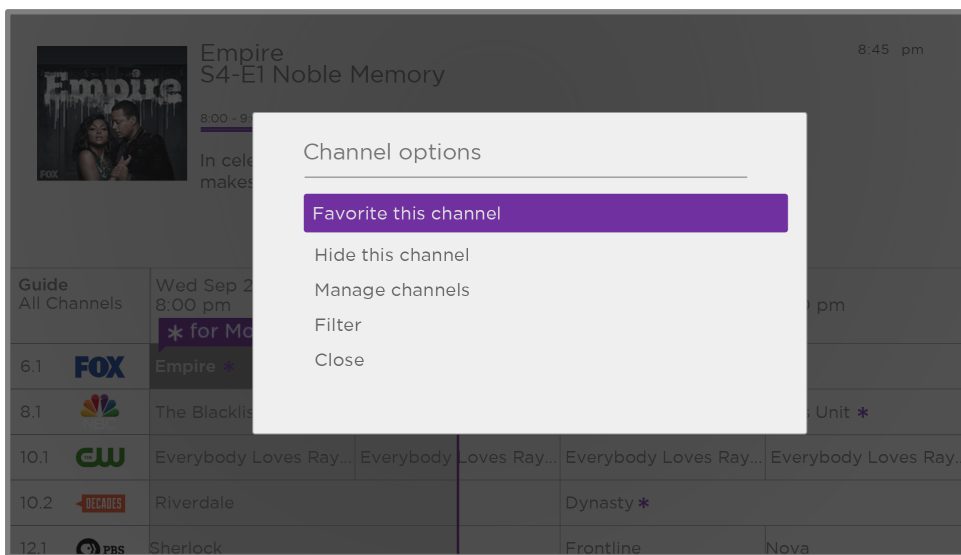 Empire
S4-E1 Noble Memory
8:45 pm
Empire
FOX
8:00 - 9:
In cele
makes
Channel options
Favorite this channel
Hide this channel
Manage channels
Filter
Close
Guide
All Channels
Wed Sep 2
8:00 pm
pm
* for Mo
6.1 FOX Empire *
8.1 NBC The Blacklis Unit *
10.1 CW Everybody Loves Ray... Everybody Loves Ray... Everybody Loves Ray... Everybody Loves Ray.
10.2 DECADES Riverdale Dynasty *
12.1 PBS Sherlock Frontline Nova